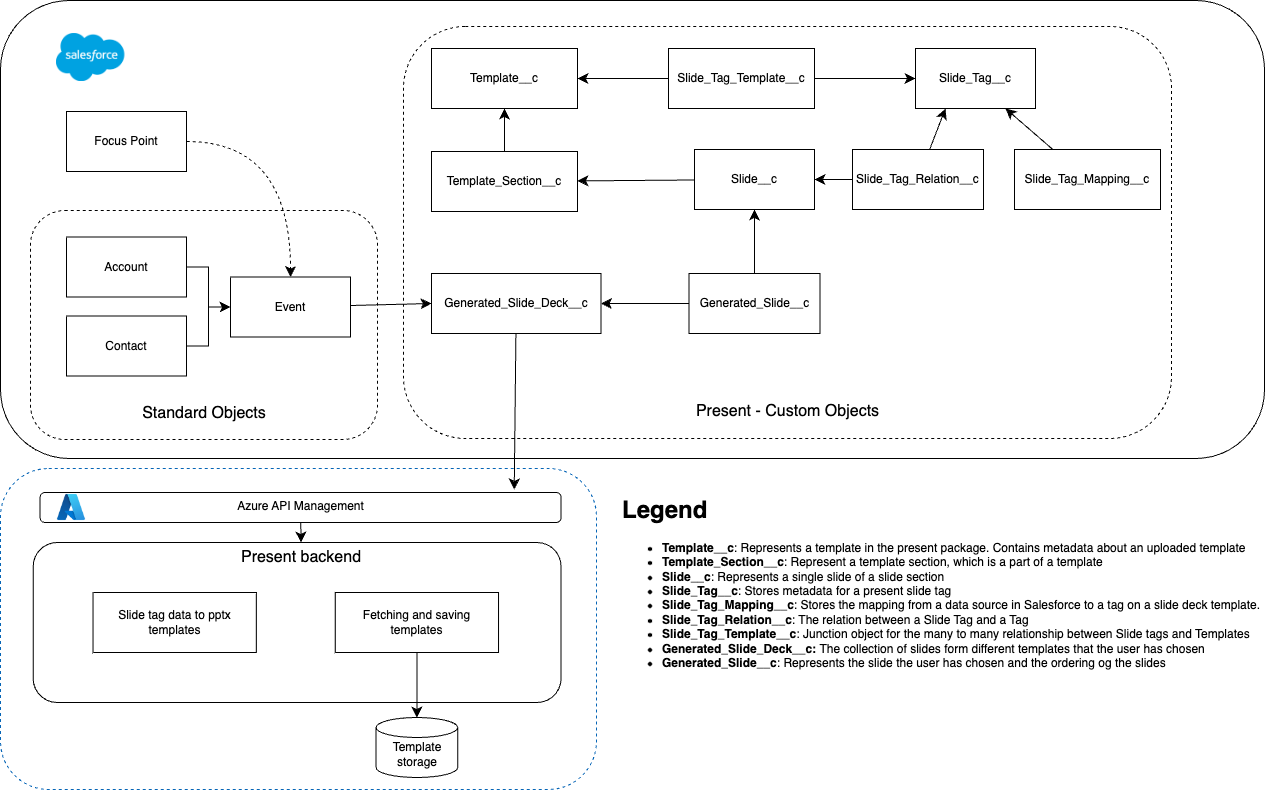 salesforce
Template__c
Slide_Tag_Template__c
Slide_Tag__c
Focus Point
Template_Section__c
Slide__c
Slide_Tag_Relation__c
Slide_Tag_Mapping__c
Account
Event
Contact
Generated_Slide_Deck__c
Generated_Slide__c
Standard Objects
Present - Custom Objects
Azure API Management
Present backend
Slide tag data to pptx
templates
Fetching and saving
templates
Template
storage
Legend
• Template__c: Represents a template in the present package. Contains metadata about an uploaded template
• Template_Section__c: Represent a template section, which is a part of a template
• Slide__c: Represents a single slide of a slide section
• Slide_Tag__c: Stores metadata for a present slide tag
• Slide_Tag_Mapping__c: Stores the mapping from a data source in Salesforce to a tag on a slide deck template.
• Slide_Tag_Relation__c: The relation between a Slide Tag and a Tag
• Slide_Tag_Template__c: Junction object for the many to many relationship between Slide tags and Templates
• Generated_Slide_Deck__c: The collection of slides form different templates that the user has chosen
• Generated_Slide__c: Represents the slide the user has chosen and the ordering og the slides